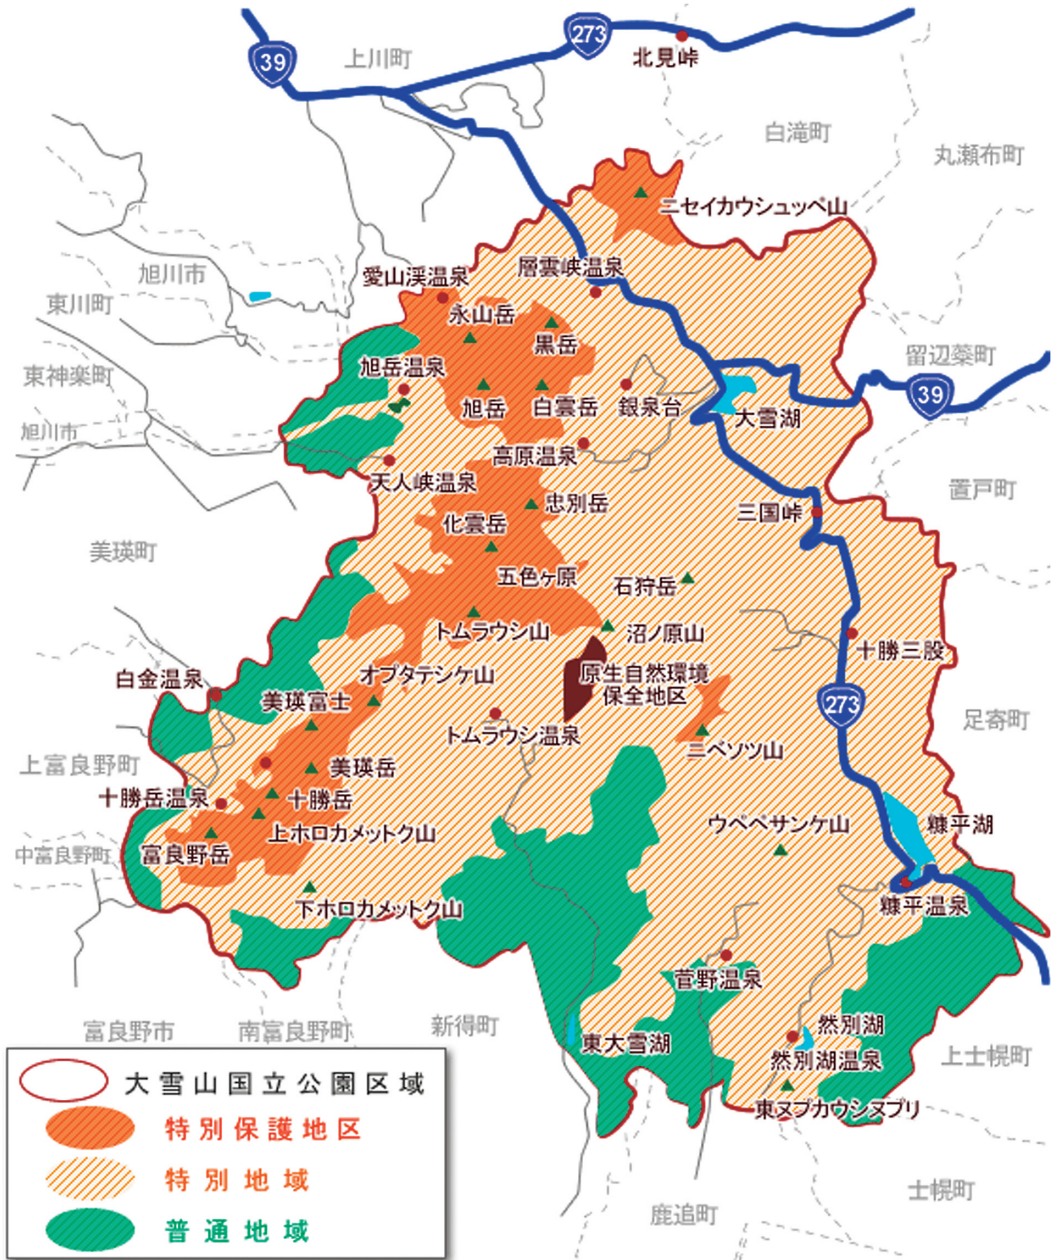 273
39
上川町
北見峠
白滝町
丸瀬布町
ニセイカウシュッペ山
層雲峡温泉
愛山渓温泉
旭川市
東川町
永山岳
黒岳
旭岳温泉
留辺蘂町
東神楽町
39
旭岳
白雲岳
銀泉台
大雪湖
旭川市
高原温泉
天人峡温泉
置戸町
忠別岳
三国峠
化雲岳
美瑛町
五色ヶ原
石狩岳
トムラウシ山
沼ノ原山
十勝三股
オプタテシケ山
原生自然環境
保全地区
白金温泉
美瑛富士
273
足寄町
トムラウシ温泉
ニペソツ山
上富良野町
美瑛岳
十勝岳温泉
十勝岳
ウペペサンケ山
糠平湖
上ホロカメットク山
中富良野町
富良野岳
下ホロカメットク山
糠平温泉
菅野温泉
富良野市
南富良野町
新得町
然別湖
東大雪湖
然別湖温泉
上士幌町
東ヌプカウシヌプリ
士幌町
鹿追町
大雪山国立公園区域
特別保護地区
特別地域
普通地域